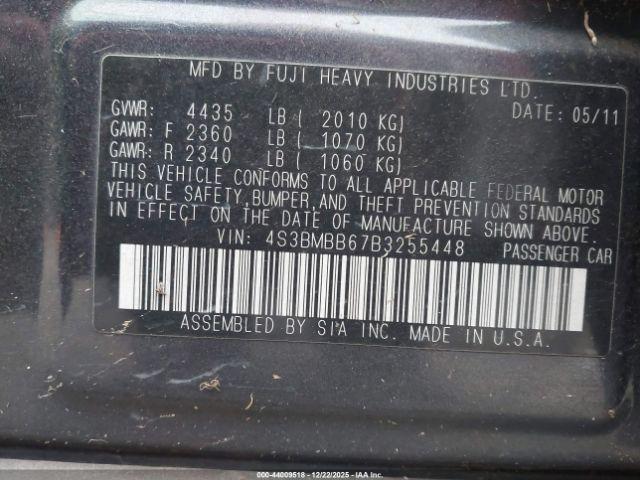 MFD BY FUJI HEAVY INDUSTRIES LTD.
GVWR: 4435 LB ( 2010 KG) DATE: 05/11
GAWR: F 2360 LB ( 1070 KG)
GAWR: R 2340 LB ( 1060 KG)
THIS VEHICLE CONFORMS TO ALL APPLICABLE FEDERAL MOTOR
VEHICLE SAFETY, BUMPER, AND THEFT PREVENTION STANDARDS
IN EFFECT ON THE DATE OF MANUFACTURE SHOWN ABOVE.
VIN: 4S3BMBB67B3255448 PASSENGER CAR
ASSEMBLED BY SIA INC. MADE IN U.S.A.
000-44009518 - 12/22/2025 - IAA Inc.